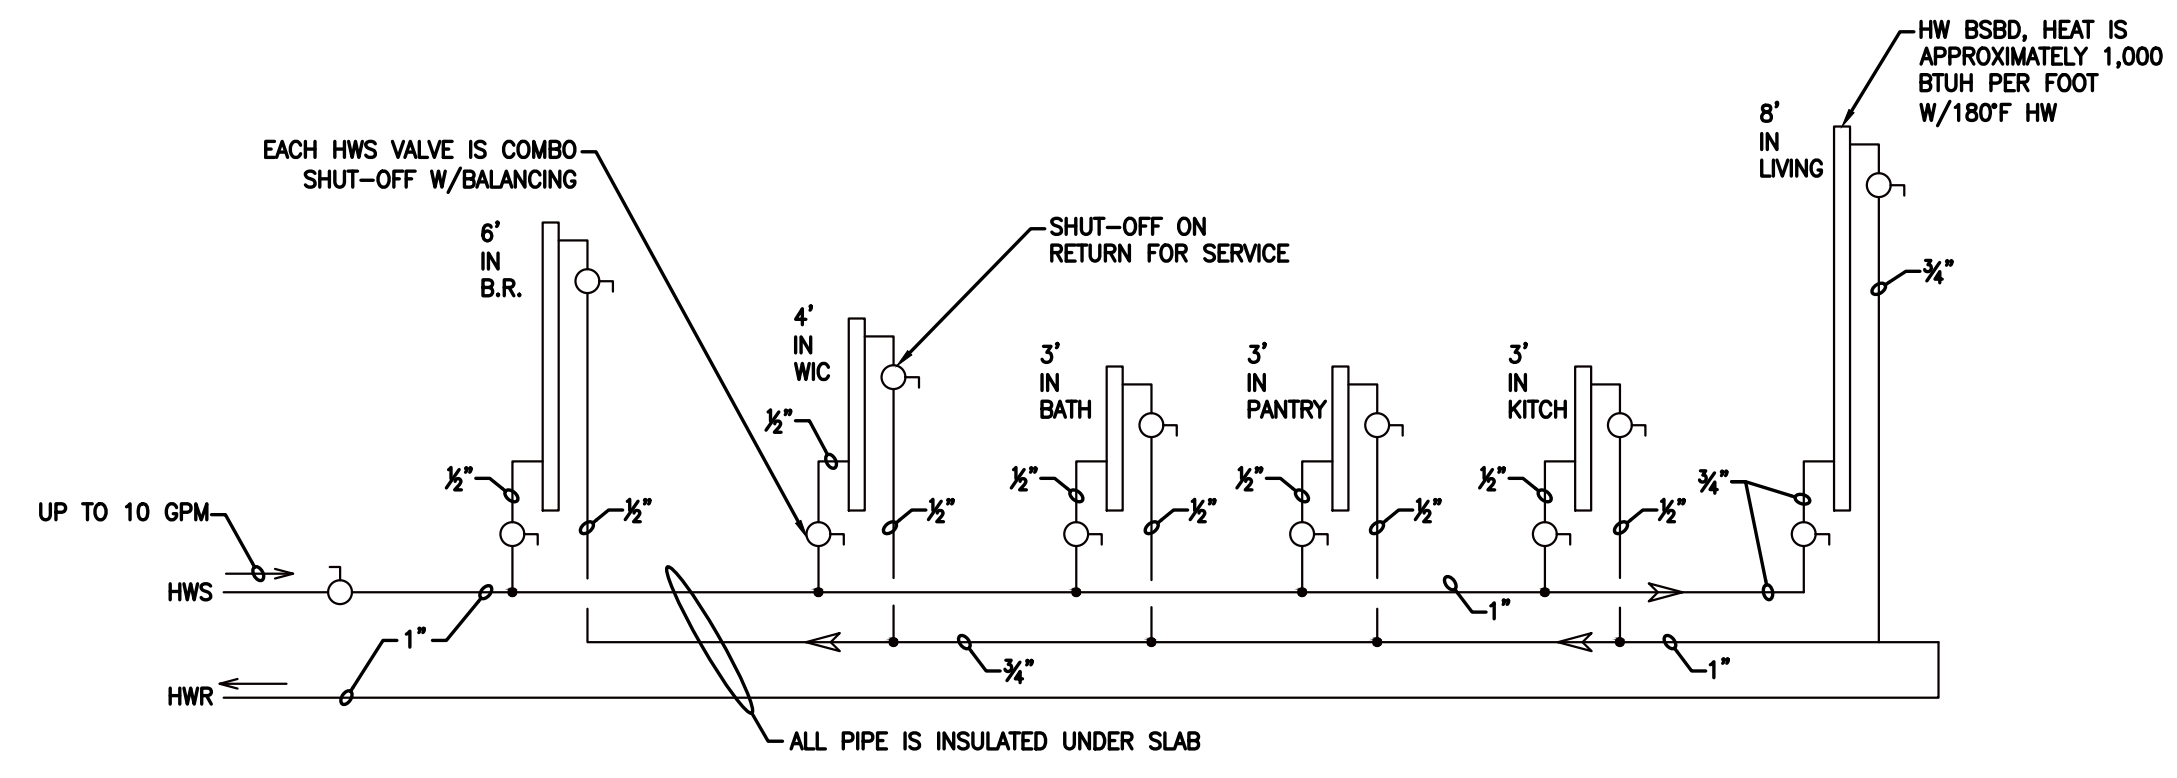 HW BSBD, HEAT IS
APPROXIMATELY 1,000
BTUH PER FOOT
W/180°F HW
8'
IN
LIVING
EACH HWS VALVE IS COMBO
SHUT-OFF W/BALANCING
6'
IN
B.R.
SHUT-OFF ON
RETURN FOR SERVICE
3/4"
4'
IN
WIC
3'
IN
BATH
3'
IN
PANTRY
3'
IN
KITCH
1/2"
1/2"
1/2"
1/2"
1/2"
3/4"
UP TO 10 GPM
1/2"
1/2"
1/2"
1/2"
1/2"
HWS
1"
1"
3/4"
1"
HWR
ALL PIPE IS INSULATED UNDER SLAB